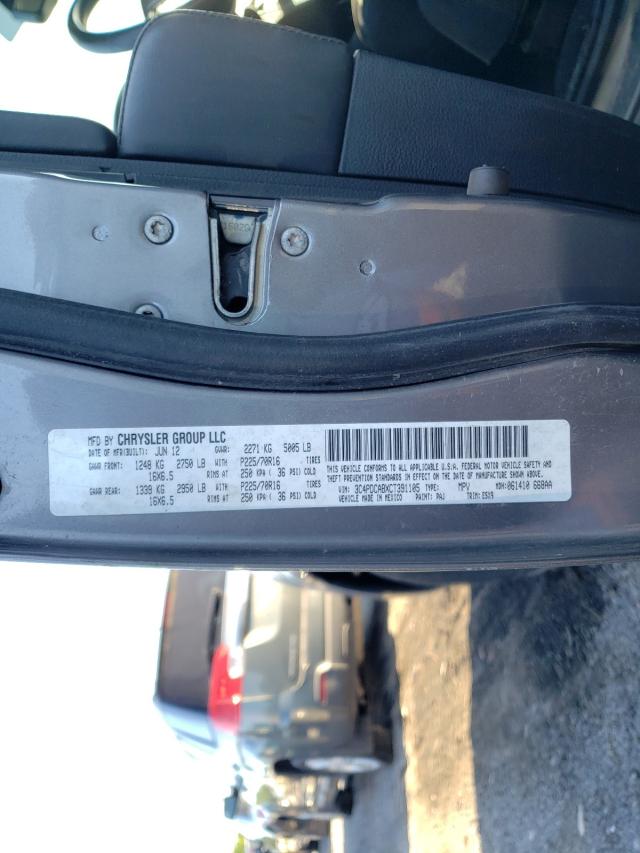 MFD BY CHRYSLER GROUP LLC
DATE OF MFR(BUILT): JUN 12 GVWR: 2271 KG 5005 LB
GAWR FRONT: 1248 KG 2750 LB WITH P225/70R16 TIRES
16X6.5 RIMS AT 250 KPA ( 36 PSI) COLD
GAWR REAR: 1339 KG 2950 LB WITH P225/70R16 TIRES
16X6.5 RIMS AT 250 KPA ( 36 PSI) COLD
THIS VEHICLE CONFORMS TO ALL APPLICABLE U.S.A. FEDERAL MOTOR VEHICLE SAFETY AND
THEFT PREVENTION STANDARDS IN EFFECT ON THE DATE OF MANUFACTURE SHOWN ABOVE.
VIN: 3C4PDCABXCT391105 TYPE: MPV MDH: 061410 668AA
VEHICLE MADE IN MEXICO PAINT: PAJ TRIM: ESX9